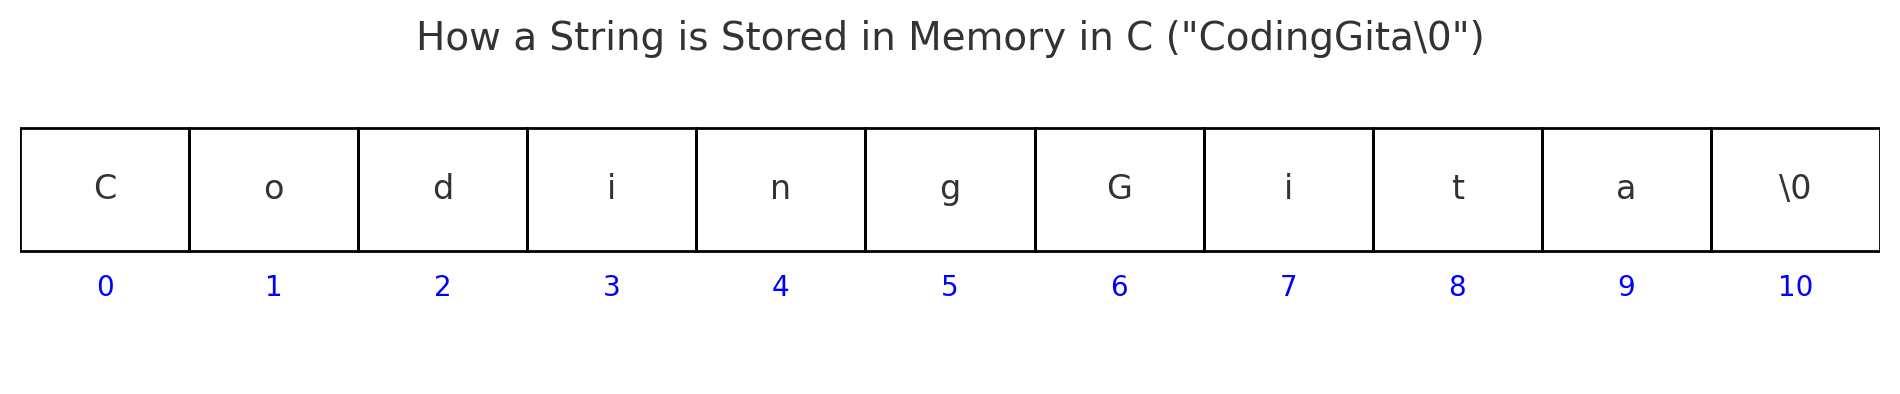 How a String is Stored in Memory in C ("CodingGita\0")
C o d i n g G i t a \0
0 1 2 3 4 5 6 7 8 9 10